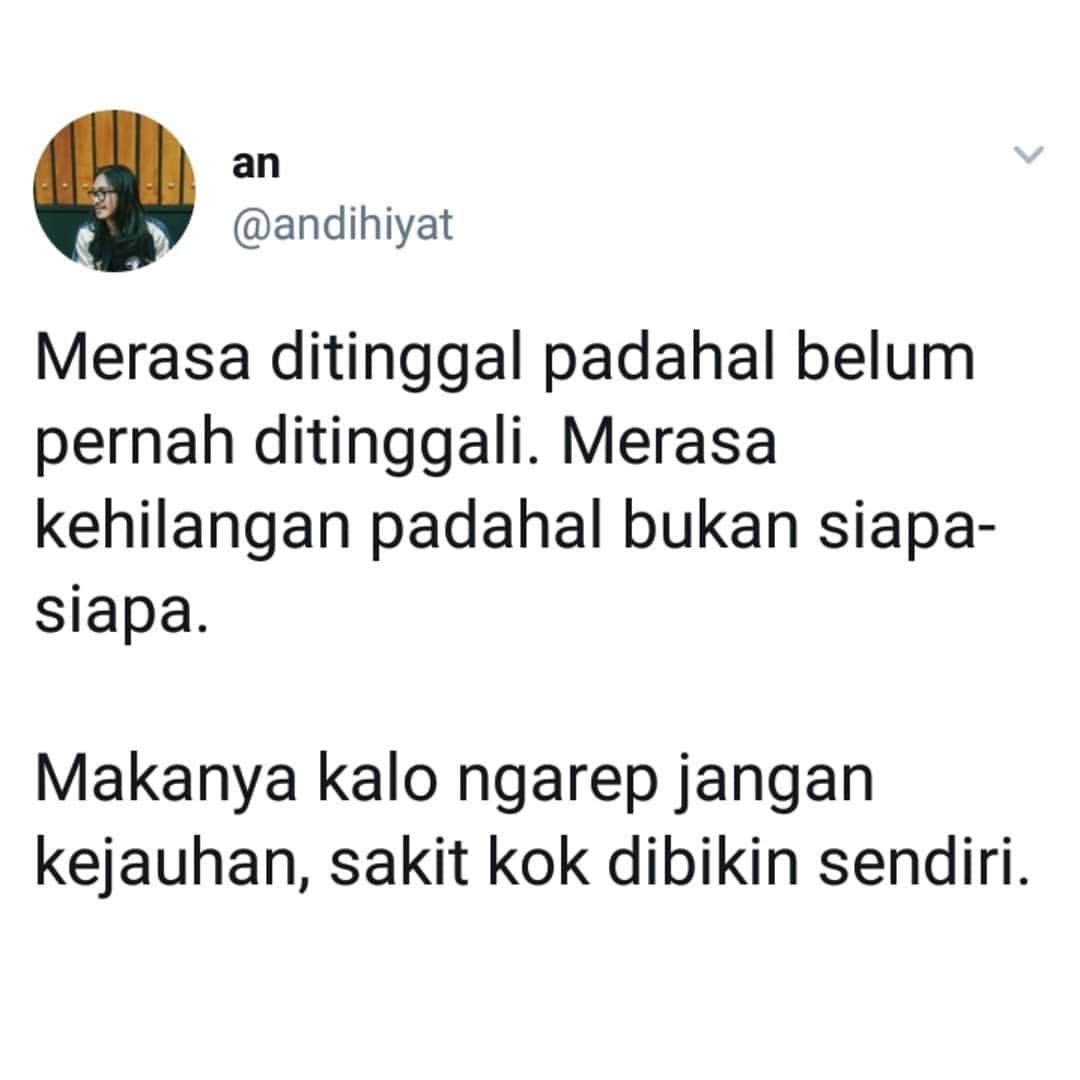 an
@andihiyat
Merasa ditinggal padahal belum
pernah ditinggali. Merasa
kehilangan padahal bukan siapa-
siapa.
Makanya kalo ngarep jangan
kejauhan, sakit kok dibikin sendiri.